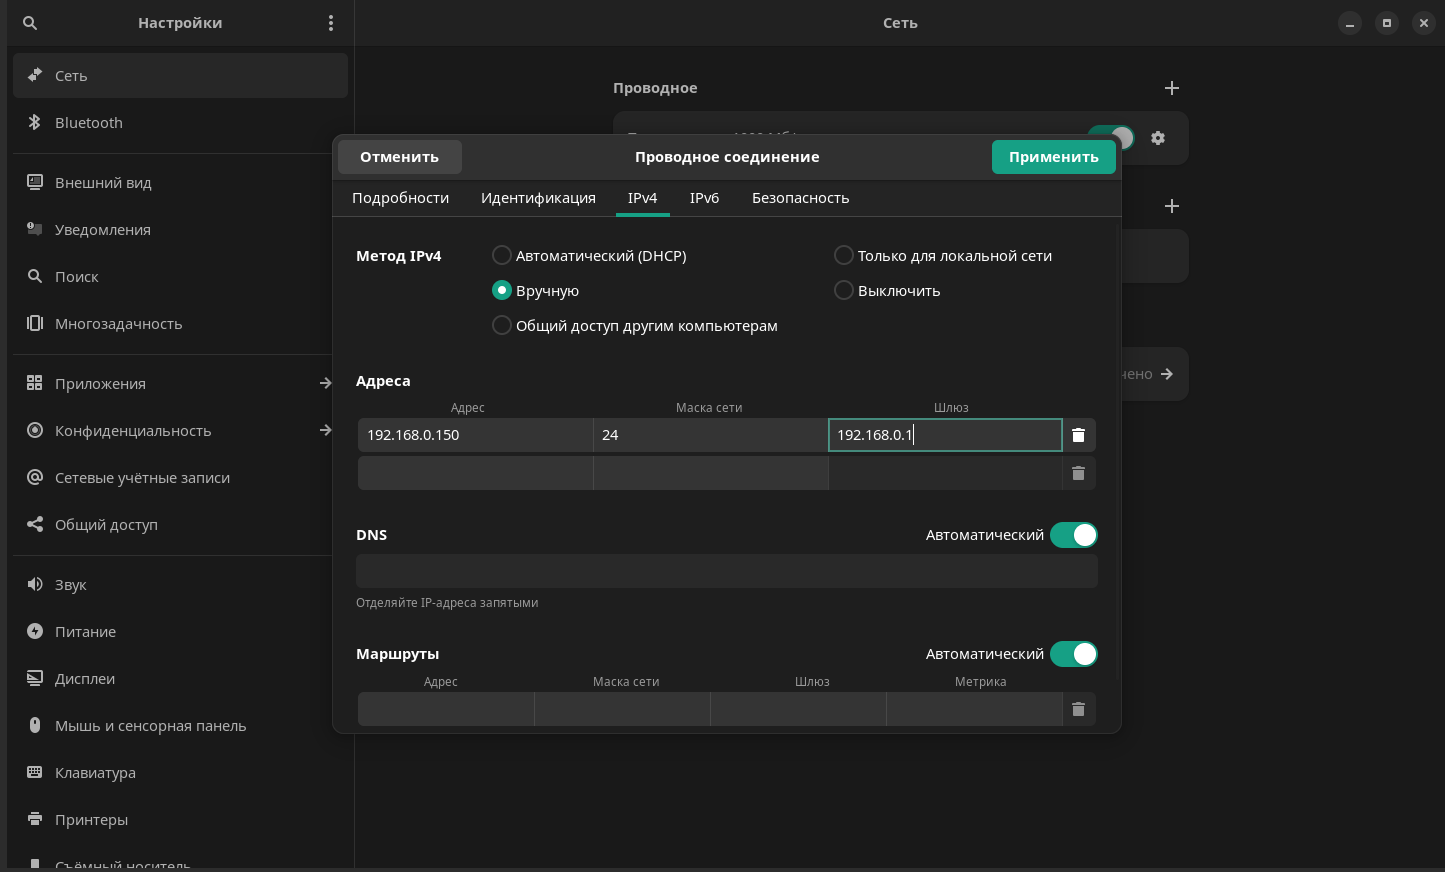 Настройки
Сеть
Сеть
Bluetooth
Внешний вид
Уведомления
Поиск
Многозадачность
Приложения
Конфиденциальность
Сетевые учётные записи
Общий доступ
Звук
Питание
Дисплеи
Мышь и сенсорная панель
Клавиатура
Принтеры
Съёмный носитель
Проводное
Отменить
Проводное соединение
Применить
Подробности Идентификация IPv4 IPv6 Безопасность
Метод IPv4
Автоматический (DHCP)
Только для локальной сети
Вручную
Выключить
Общий доступ другим компьютерам
Адреса
Адрес Маска сети Шлюз
192.168.0.150 24 192.168.0.1
DNS
Автоматический
Отделяйте IP-адреса запятыми
Маршруты
Автоматический
Адрес Маска сети Шлюз Метрика